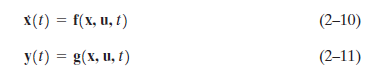 ẋ(t) = f(x, u, t) (2–10)
y(t) = g(x, u, t) (2–11)